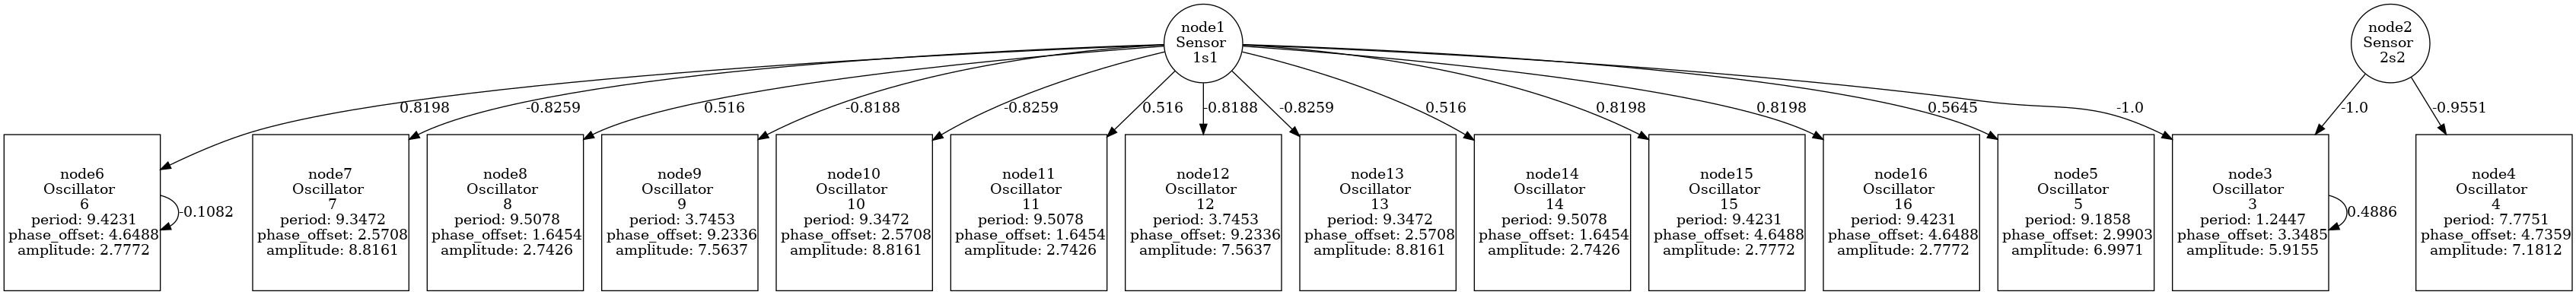 node1
Sensor
1s1
node2
Sensor
2s2
0.8198
-0.8259
0.516
-0.8188
-0.8259
0.516
-0.8188
-0.8259
0.516
0.8198
0.8198
0.5645
-1.0
-1.0
-0.9551
node6
Oscillator
6
period: 9.4231
phase_offset: 4.6488
amplitude: 2.7772
-0.1082
node7
Oscillator
7
period: 9.3472
phase_offset: 2.5708
amplitude: 8.8161
node8
Oscillator
8
period: 9.5078
phase_offset: 1.6454
amplitude: 2.7426
node9
Oscillator
9
period: 3.7453
phase_offset: 9.2336
amplitude: 7.5637
node10
Oscillator
10
period: 9.3472
phase_offset: 2.5708
amplitude: 8.8161
node11
Oscillator
11
period: 9.5078
phase_offset: 1.6454
amplitude: 2.7426
node12
Oscillator
12
period: 3.7453
phase_offset: 9.2336
amplitude: 7.5637
node13
Oscillator
13
period: 9.3472
phase_offset: 2.5708
amplitude: 8.8161
node14
Oscillator
14
period: 9.5078
phase_offset: 1.6454
amplitude: 2.7426
node15
Oscillator
15
period: 9.4231
phase_offset: 4.6488
amplitude: 2.7772
node16
Oscillator
16
period: 9.4231
phase_offset: 4.6488
amplitude: 2.7772
node5
Oscillator
5
period: 9.1858
phase_offset: 2.9903
amplitude: 6.9971
node3
Oscillator
3
period: 1.2447
phase_offset: 3.3485
amplitude: 5.9155
0.4886
node4
Oscillator
4
period: 7.7751
phase_offset: 4.7359
amplitude: 7.1812